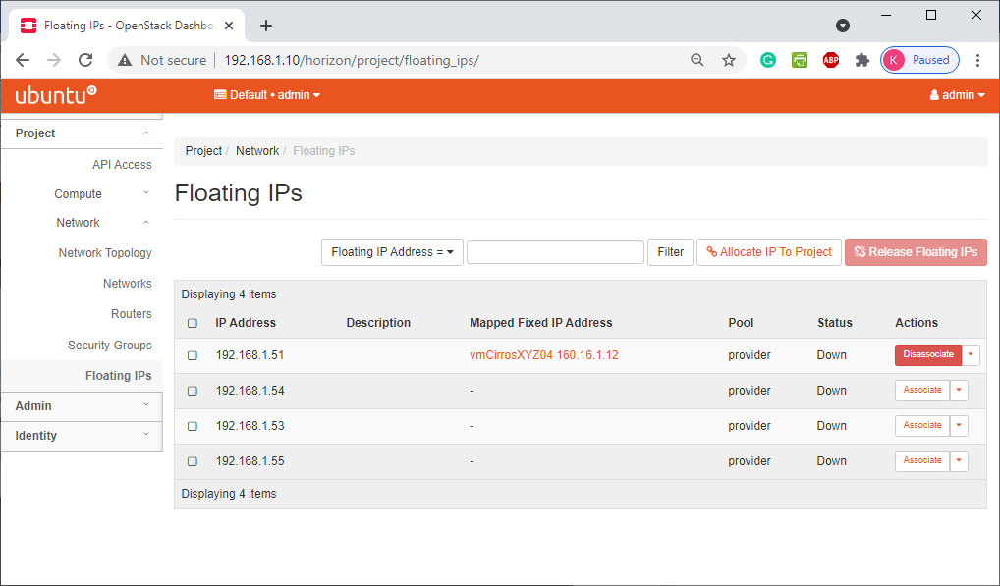 Floating IPs - OpenStack Dashbo
Not secure 192.168.1.10/horizon/project/floating_ips/
ABP
K Paused
ubuntu Default • admin admin
Project
API Access
Compute
Network
Network Topology
Networks
Routers
Security Groups
Floating IPs
Admin
Identity
Project / Network / Floating IPs
Floating IPs
Floating IP Address = Filter Allocate IP To Project Release Floating IPs
Displaying 4 items
IP Address Description Mapped Fixed IP Address Pool Status Actions
192.168.1.51 vmCirrosXYZ04 160.16.1.12 provider Down Disassociate
192.168.1.54 - provider Down Associate
192.168.1.53 - provider Down Associate
192.168.1.55 - provider Down Associate
Displaying 4 items